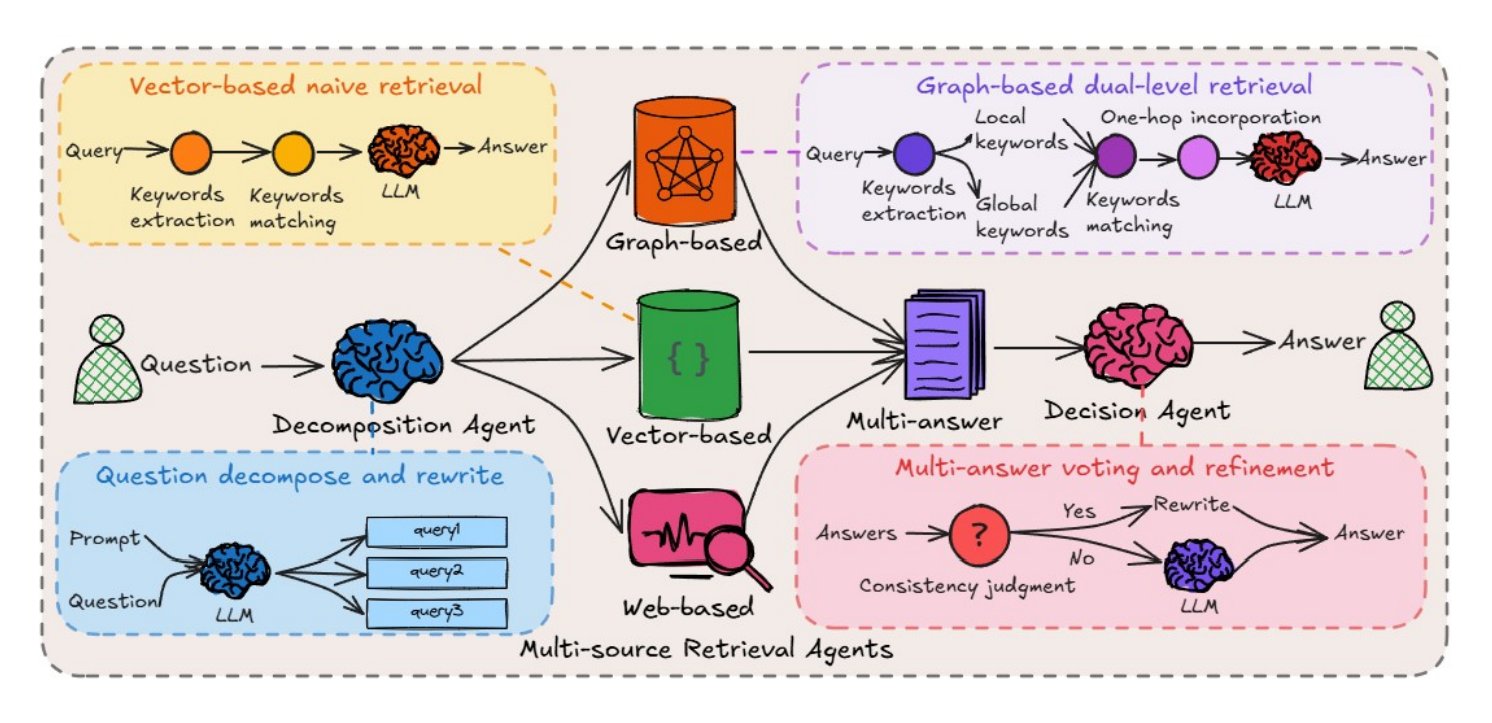 Vector-based naive retrieval
Query
Answer
Keywords
extraction
Keywords
matching
LLM
Graph-based
Graph-based dual-level retrieval
Query
Keywords
extraction
Local
keywords
Global
keywords
One-hop incorporation
Keywords
matching
LLM
Answer
Question
Decomposition Agent
{ }
Vector-based
Multi-answer
Decision Agent
Answer
Question decompose and rewrite
Prompt
Question
LLM
query1
query2
query3
Web-based
Multi-source Retrieval Agents
Multi-answer voting and refinement
Answers
?
Consistency judgment
Yes
No
Rewrite
LLM
Answer